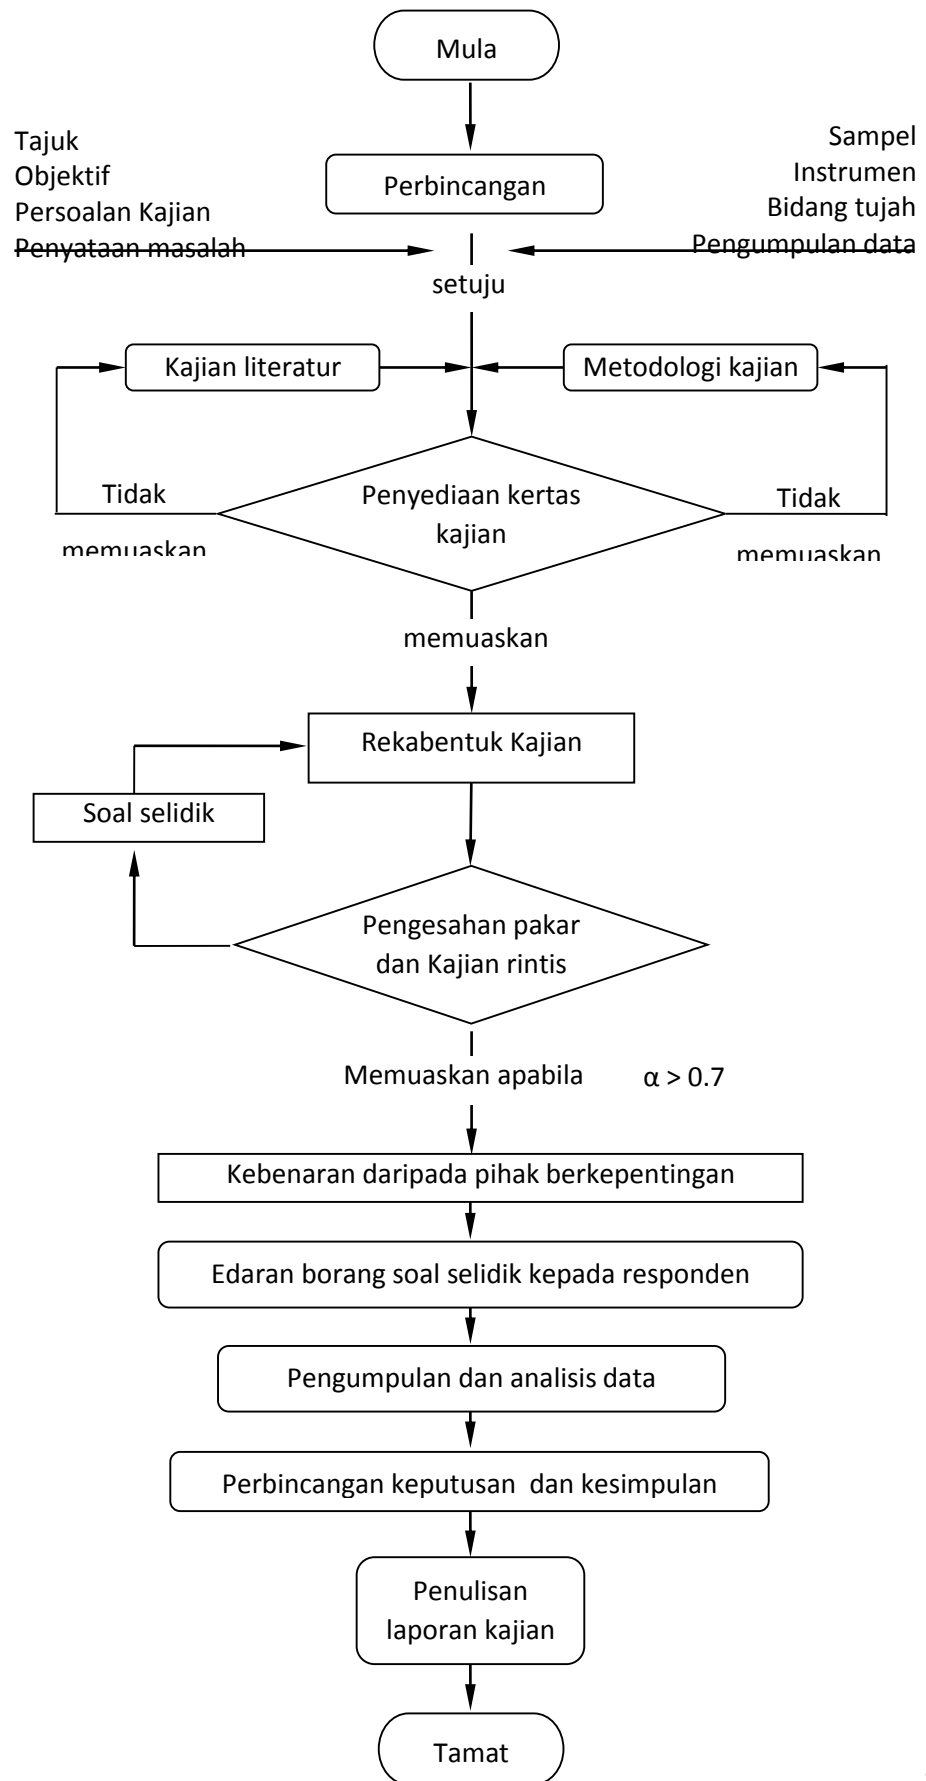 Mula
Tajuk
Objektif
Persoalan Kajian
Penyataan masalah
Perbincangan
Sampel
Instrumen
Bidang tujah
Pengumpulan data
setuju
Kajian literatur
Metodologi kajian
Tidak
memuaskan
Penyediaan kertas
kajian
Tidak
memuaskan
memuaskan
Rekabentuk Kajian
Soal selidik
Pengesahan pakar
dan Kajian rintis
Memuaskan apabila α > 0.7
Kebenaran daripada pihak berkepentingan
Edaran borang soal selidik kepada responden
Pengumpulan dan analisis data
Perbincangan keputusan dan kesimpulan
Penulisan
laporan kajian
Tamat